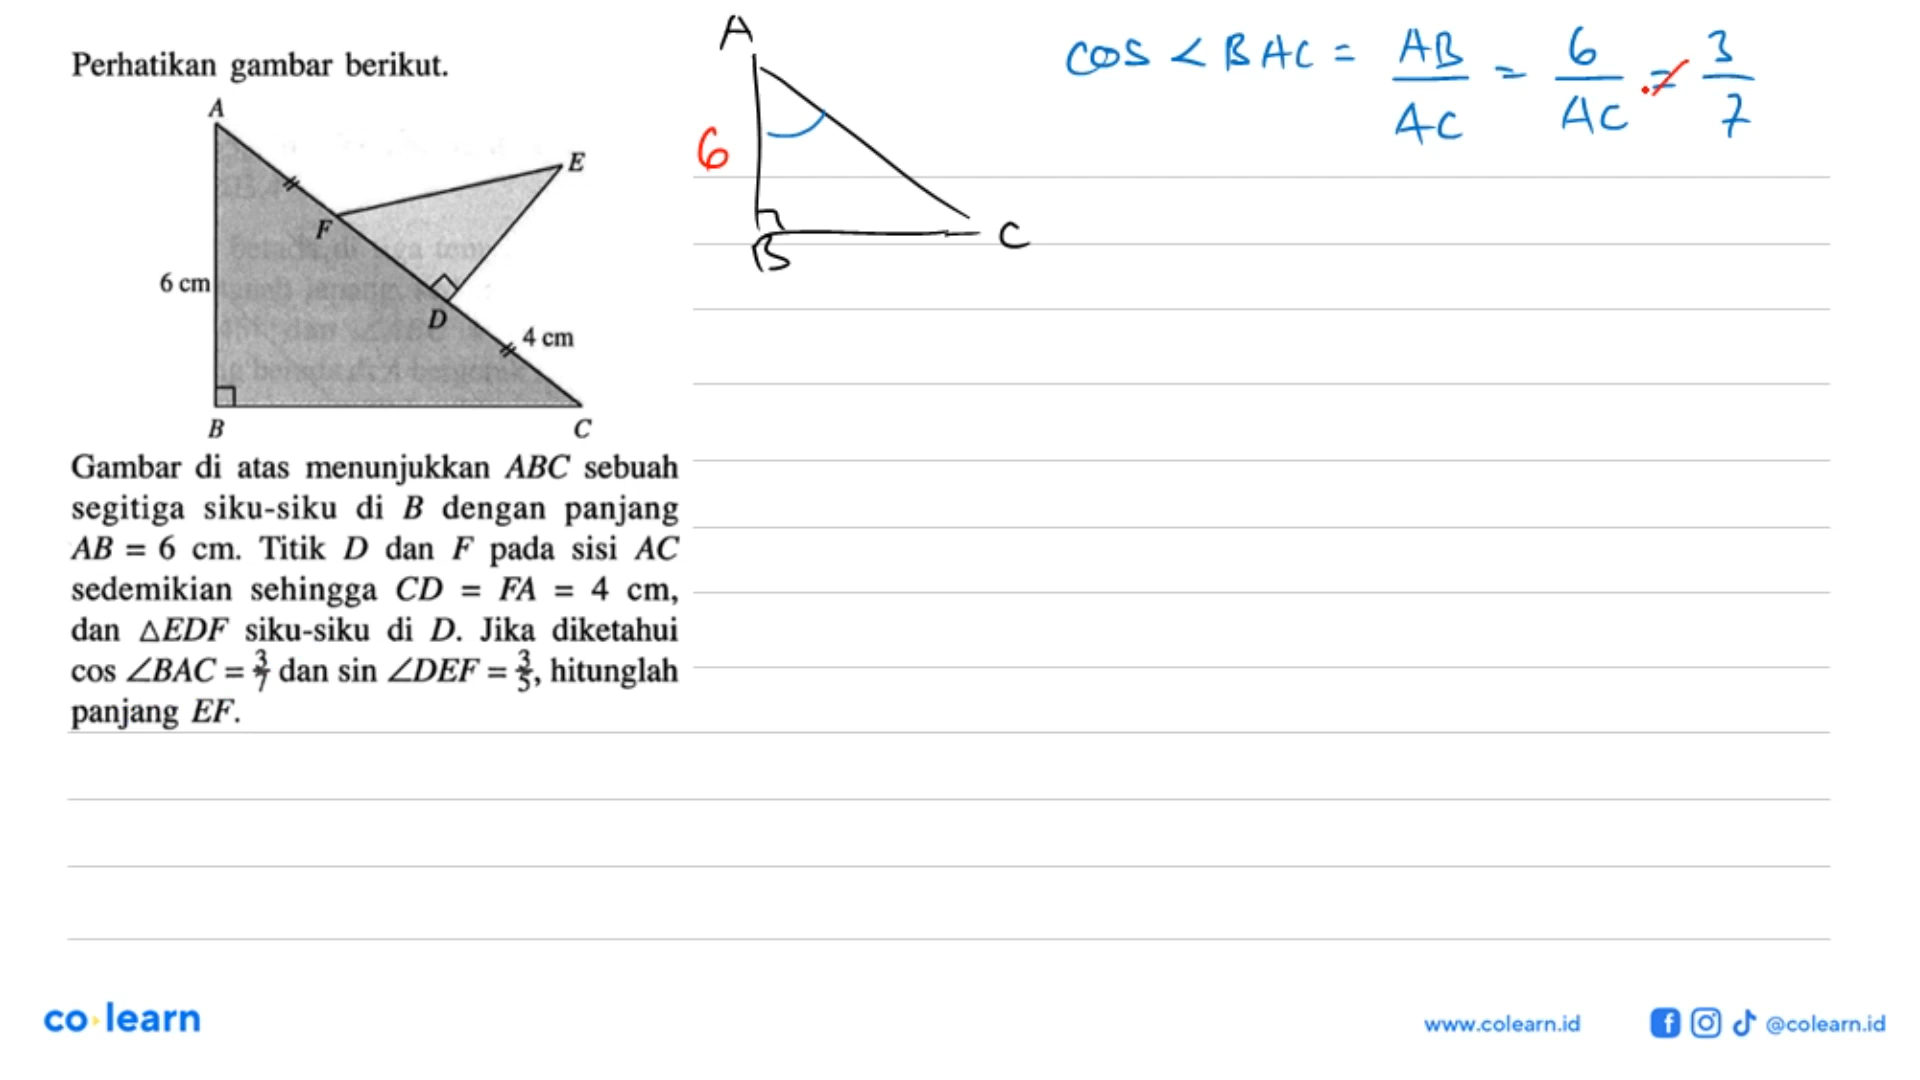 Perhatikan gambar berikut.
A
E
F
6 cm
D
4 cm
B
C
Gambar di atas menunjukkan ABC sebuah
segitiga siku-siku di B dengan panjang
AB = 6 cm. Titik D dan F pada sisi AC
sedemikian sehingga CD = FA = 4 cm,
dan △EDF siku-siku di D. Jika diketahui
cos ∠BAC = 3/7 dan sin ∠DEF = 3/5, hitunglah
panjang EF.
A
6
B
C
cos < BAC = AB/AC = 6/AC = 3/7
co learn
www.colearn.id
@colearn.id